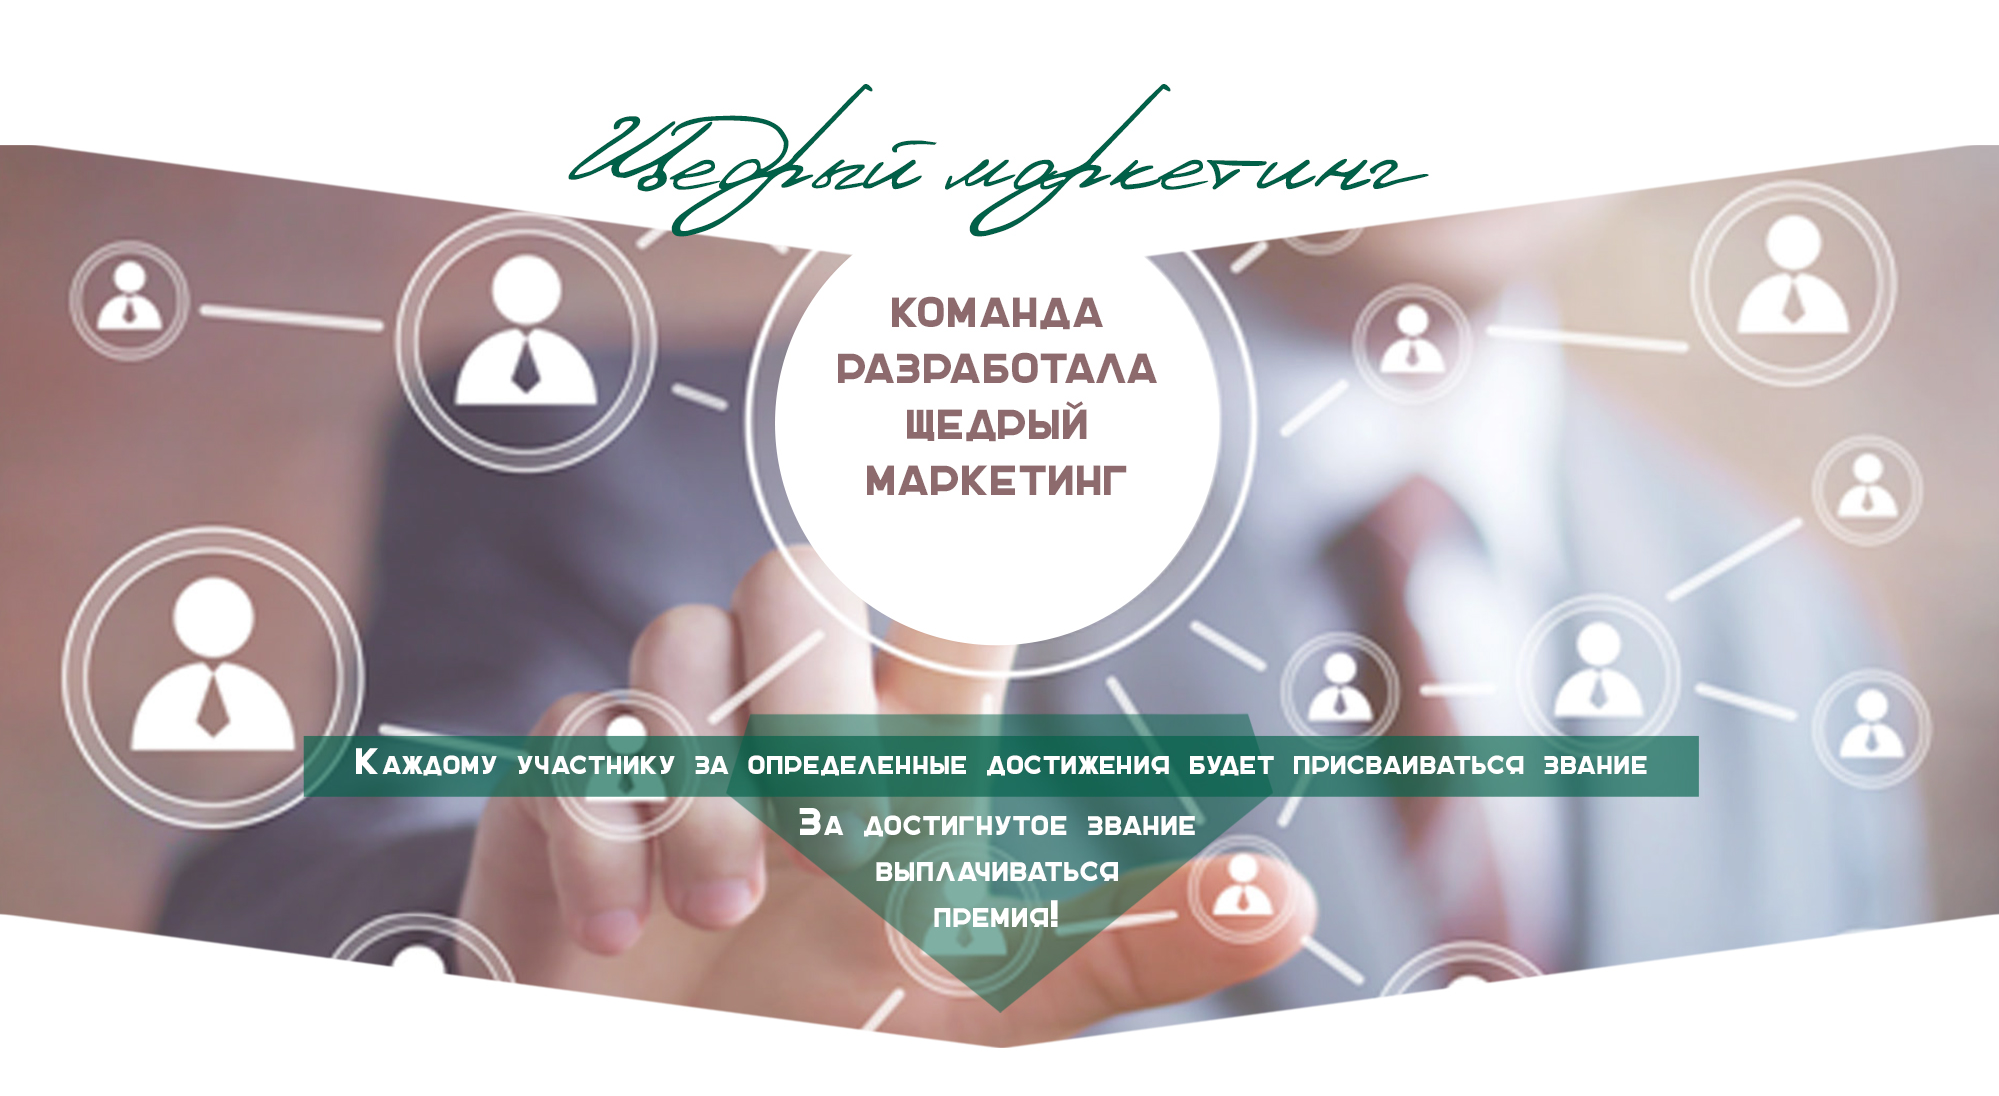 Щедрый маркетинг
КОМАНДА
РАЗРАБОТАЛА
ЩЕДРЫЙ
МАРКЕТИНГ
Каждому участнику за определенные достижения будет присваиваться звание
За достигнутое звание
выплачиваться
премия!